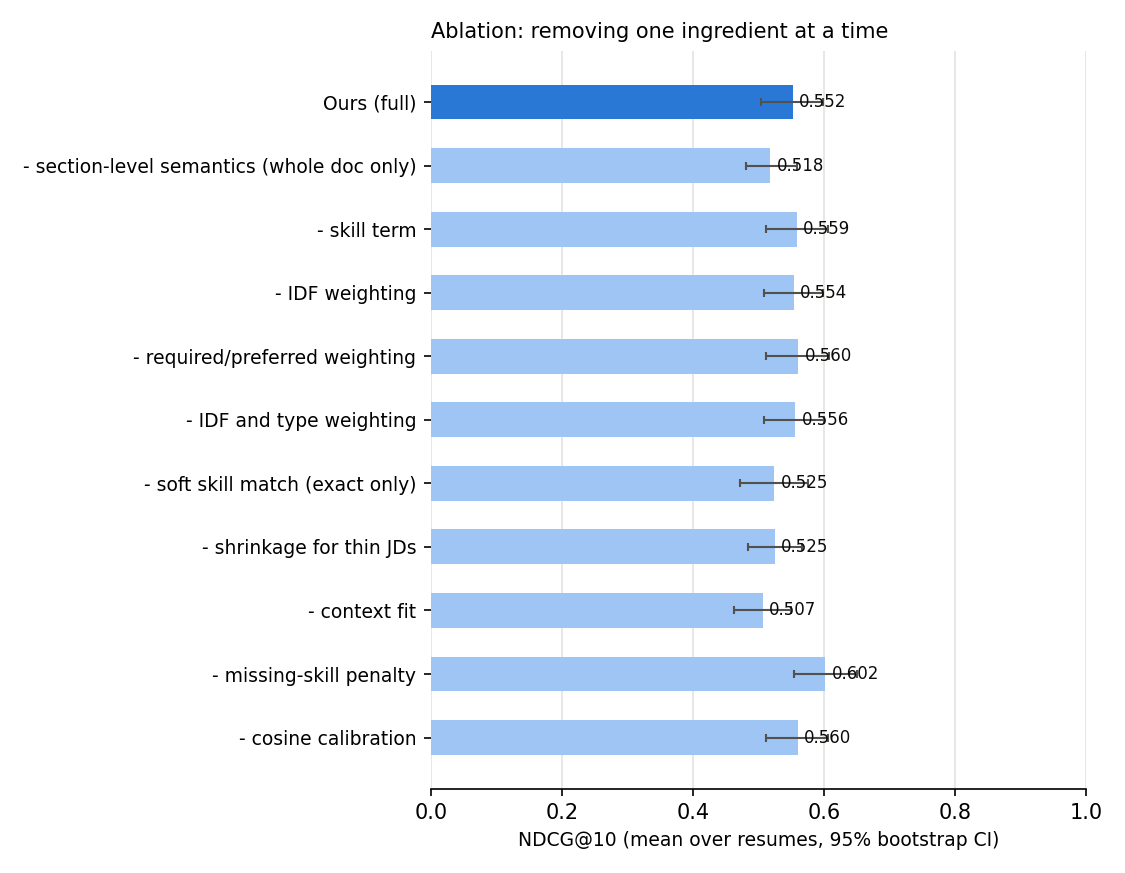 Ablation: removing one ingredient at a time
Ours (full) 0.552
- section-level semantics (whole doc only) 0.518
- skill term 0.559
- IDF weighting 0.554
- required/preferred weighting 0.560
- IDF and type weighting 0.556
- soft skill match (exact only) 0.525
- shrinkage for thin JDs 0.525
- context fit 0.507
- missing-skill penalty 0.602
- cosine calibration 0.560
0.0 0.2 0.4 0.6 0.8 1.0
NDCG@10 (mean over resumes, 95% bootstrap CI)